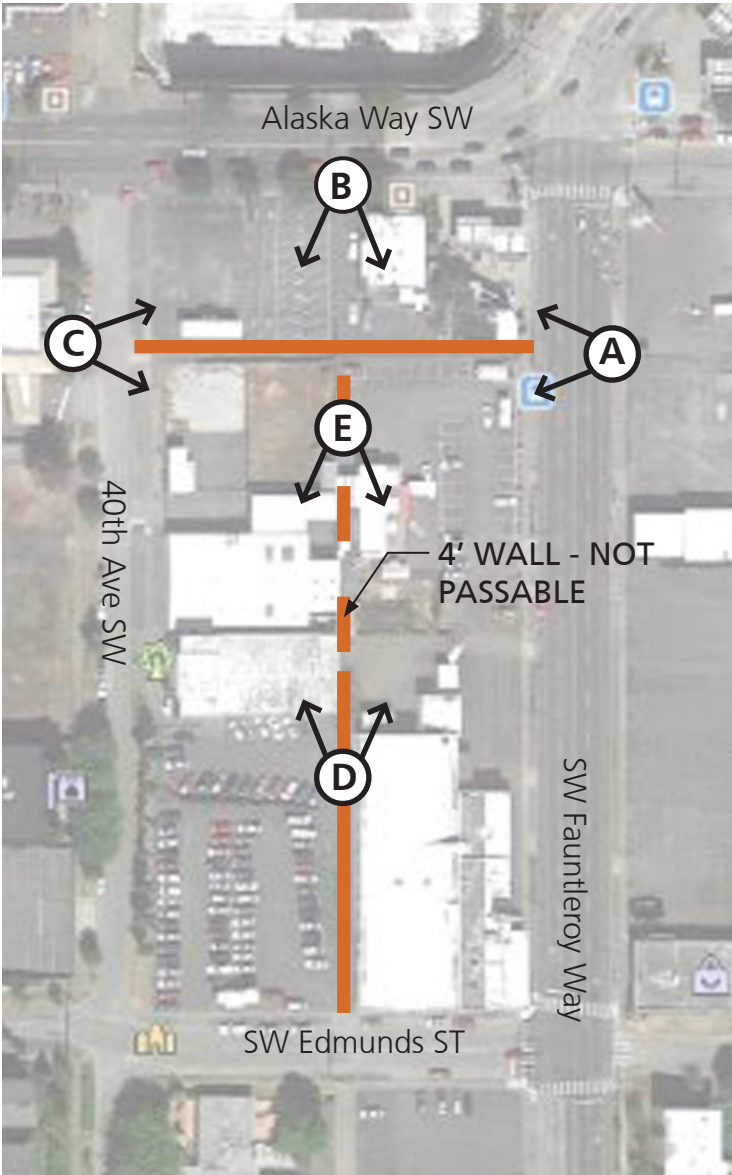 Alaska Way SW
B
C
A
E
40th Ave SW
4’ WALL - NOT
PASSABLE
D
SW Fauntleroy Way
SW Edmunds ST